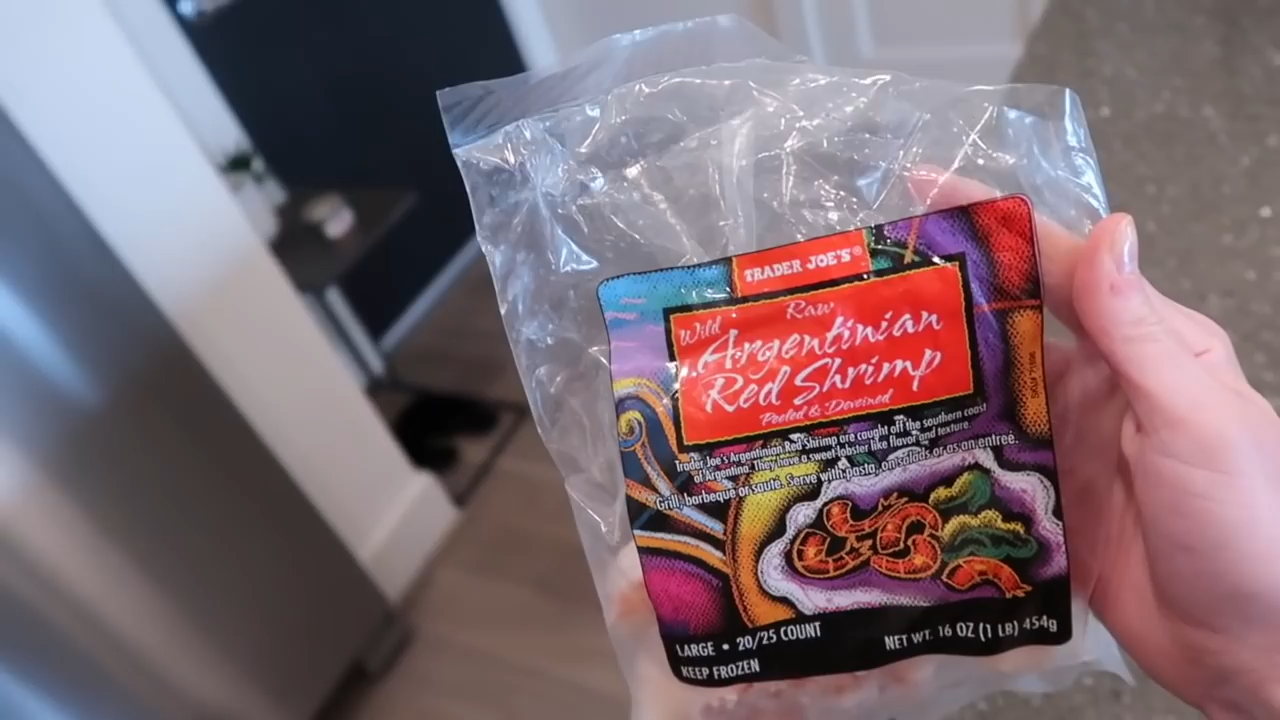 TRADER JOE'S®
Raw
Wild
Argentinian
Red Shrimp
Peeled & Deveined
Trader Joe's Argentinian Red Shrimp are caught off the southern coast
of Argentina. They have a sweet lobster like flavor and texture.
Grill, barbeque or sauté. Serve with pasta, on salads or as an entreé.
LARGE • 20/25 COUNT
NET WT. 16 OZ (1 LB) 454g
KEEP FROZEN